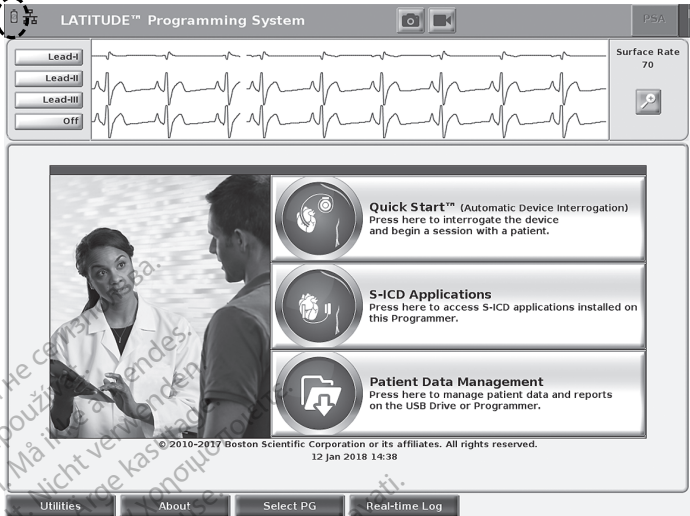 LATITUDE™ Programming System
PSA
Lead-I
Lead-II
Lead-III
Off
Surface Rate
70
Quick Start™ (Automatic Device Interrogation)
Press here to interrogate the device
and begin a session with a patient.
S-ICD Applications
Press here to access S-ICD applications installed on
this Programmer.
Patient Data Management
Press here to manage patient data and reports
on the USB Drive or Programmer.
© 2010-2017 Boston Scientific Corporation or its affiliates. All rights reserved.
12 Jan 2018 14:38
Utilities
About
Select PG
Real-time Log
Må ikke
Nicht verwenden